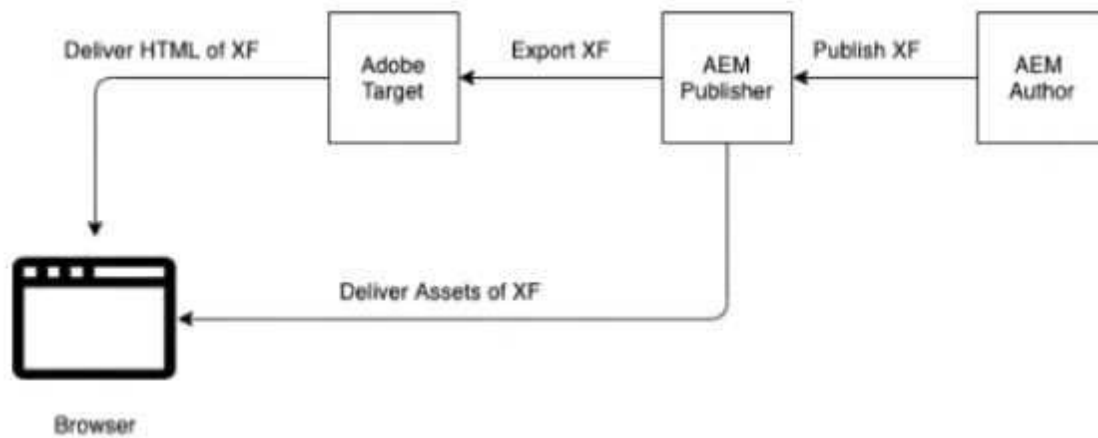 Deliver HTML of XF
Adobe
Target
Export XF
AEM
Publisher
Publish XF
AEM
Author
Deliver Assets of XF
Browser